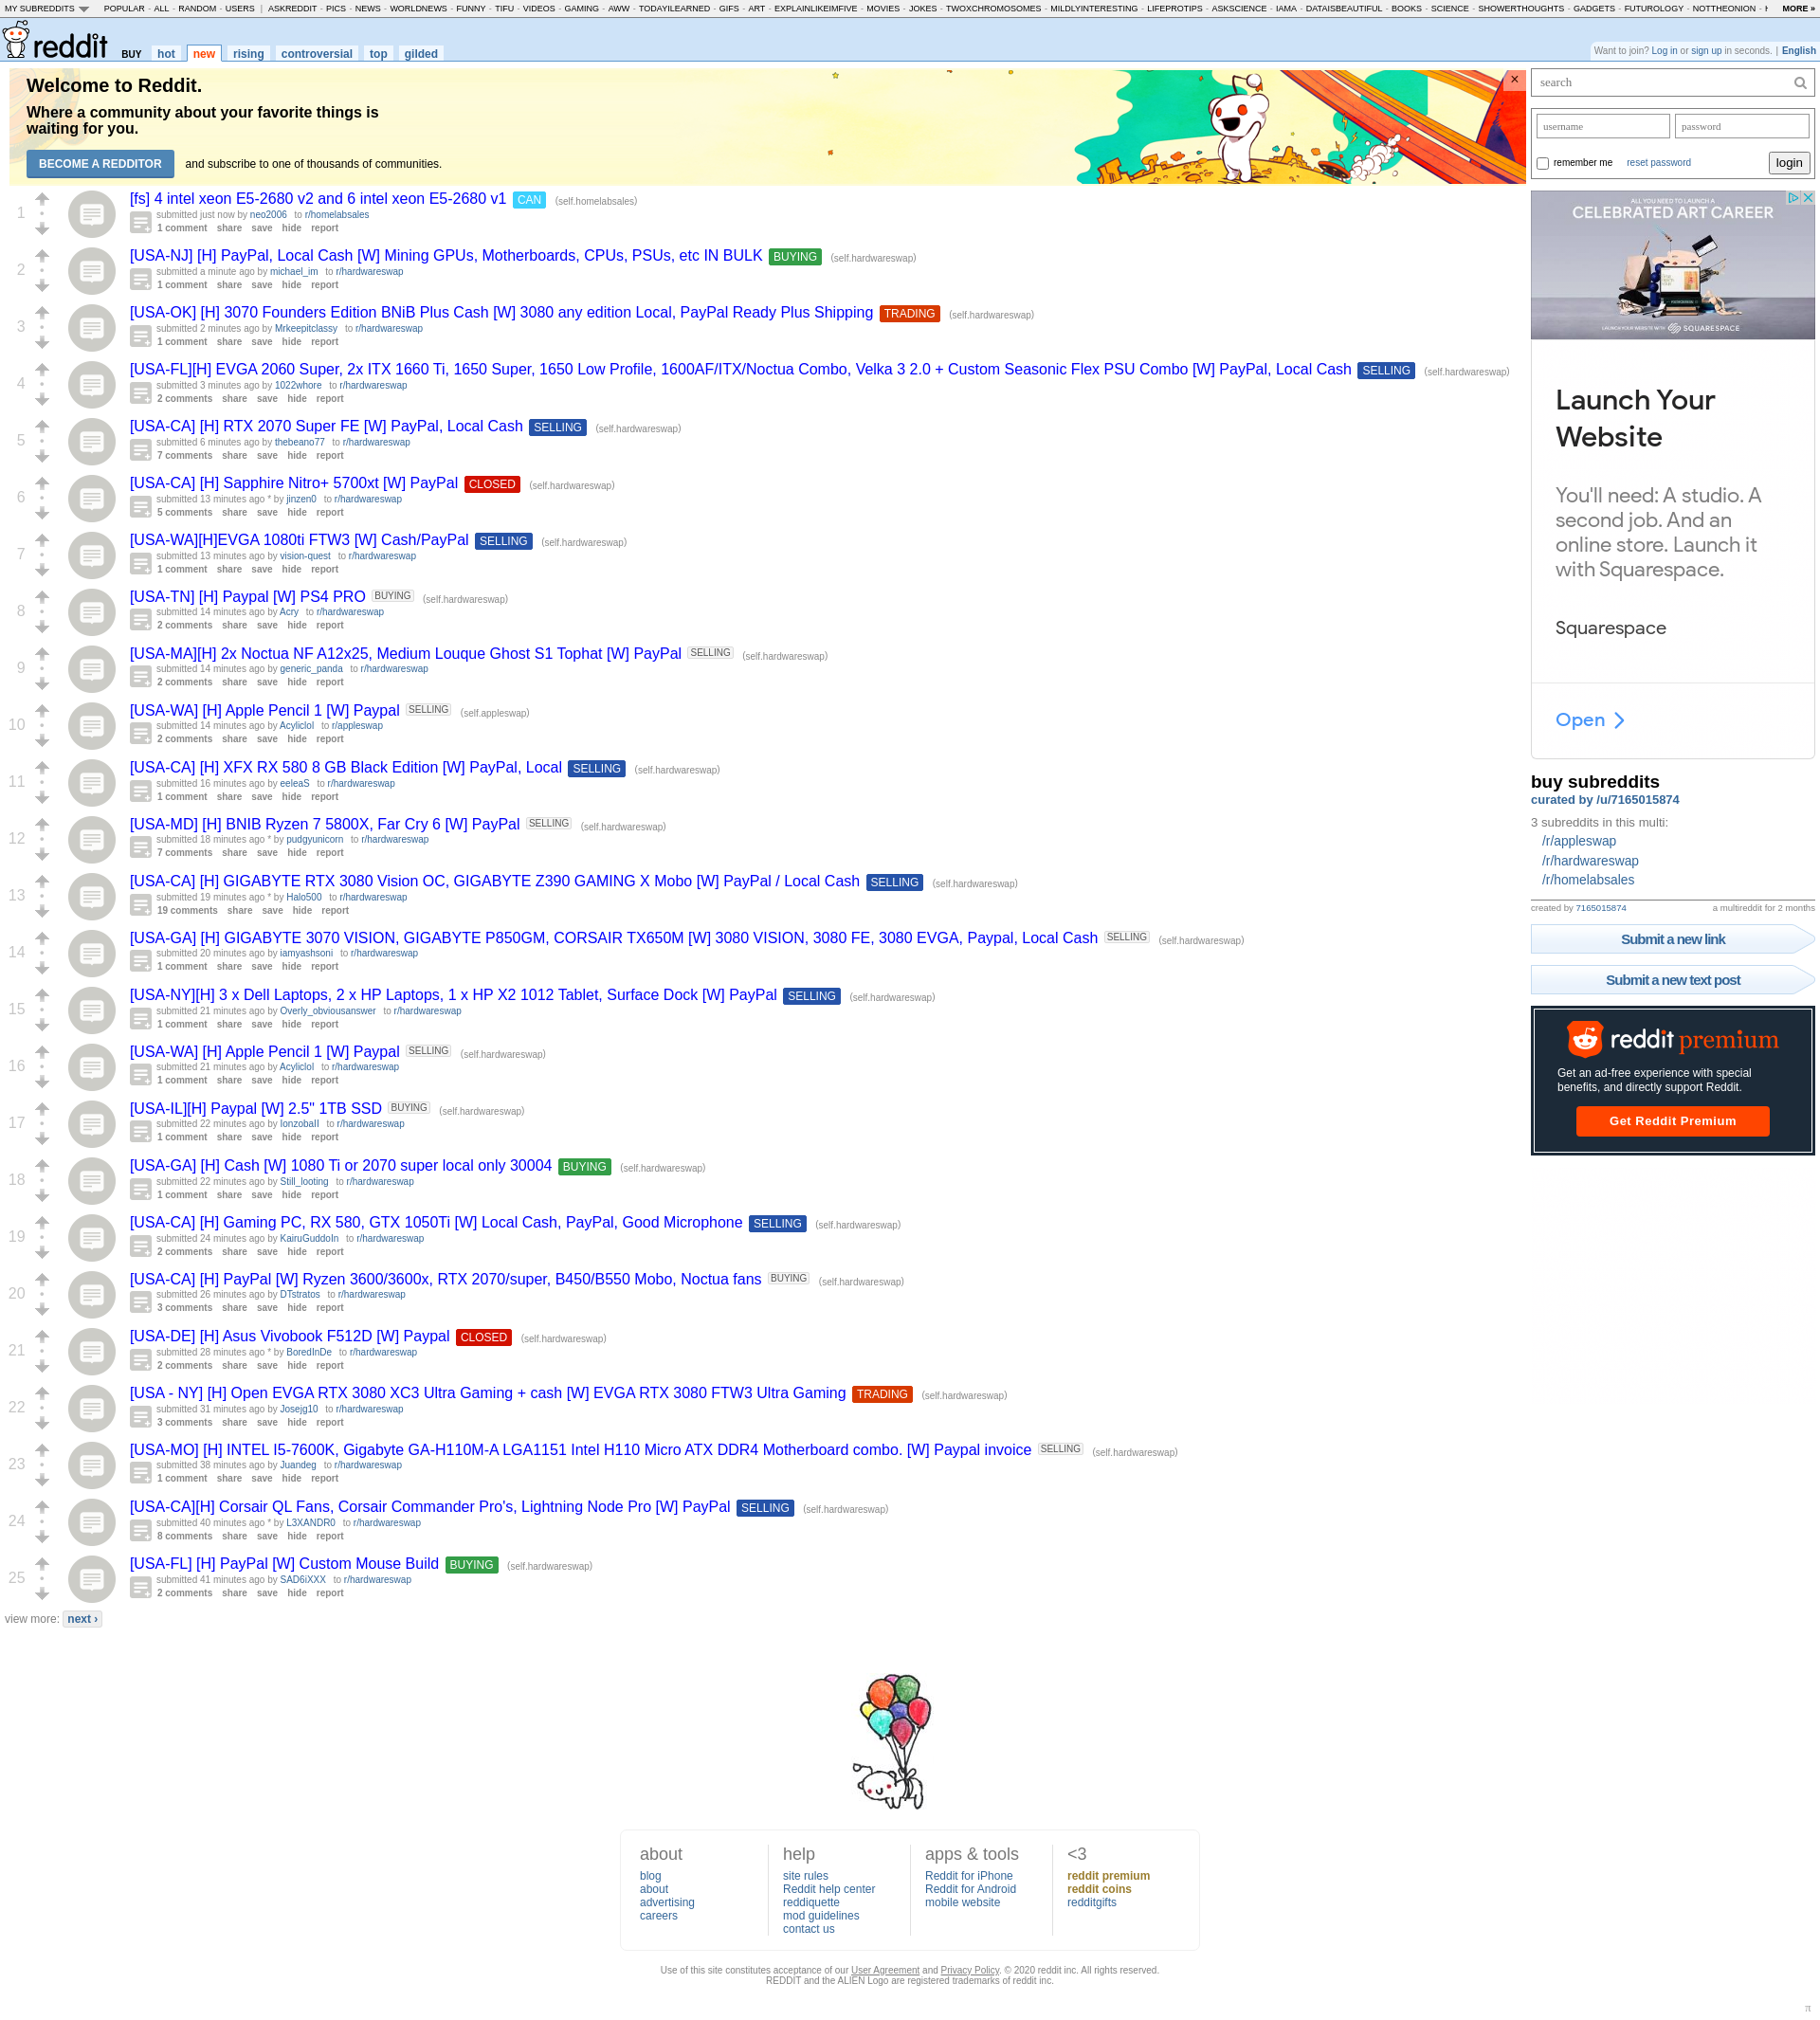 MY SUBREDDITS POPULAR - ALL - RANDOM - USERS | ASKREDDIT - PICS - NEWS - WORLDNEWS - FUNNY - TIFU - VIDEOS - GAMING - AWW - TODAYILEARNED - GIFS - ART - EXPLAINLIKEIMFIVE - MOVIES - JOKES - TWOXCHROMOSOMES - MILDLYINTERESTING - LIFEPROTIPS - ASKSCIENCE - IAMA - DATAISBEAUTIFUL - BOOKS - SCIENCE - SHOWERTHOUGHTS - GADGETS - FUTUROLOGY - NOTTHEONION - MORE »
reddit BUY hot new rising controversial top gilded
Want to join? Log in or sign up in seconds. | English
Welcome to Reddit.
Where a community about your favorite things is
waiting for you.
BECOME A REDDITOR and subscribe to one of thousands of communities.
1
[fs] 4 intel xeon E5-2680 v2 and 6 intel xeon E5-2680 v1 CAN (self.homelabsales)
submitted just now by neo2006 to r/homelabsales
1 comment share save hide report
2
[USA-NJ] [H] PayPal, Local Cash [W] Mining GPUs, Motherboards, CPUs, PSUs, etc IN BULK BUYING (self.hardwareswap)
submitted a minute ago by michael_im to r/hardwareswap
1 comment share save hide report
3
[USA-OK] [H] 3070 Founders Edition BNiB Plus Cash [W] 3080 any edition Local, PayPal Ready Plus Shipping TRADING (self.hardwareswap)
submitted 2 minutes ago by Mrkeepitclassy to r/hardwareswap
1 comment share save hide report
4
[USA-FL][H] EVGA 2060 Super, 2x ITX 1660 Ti, 1650 Super, 1650 Low Profile, 1600AF/ITX/Noctua Combo, Velka 3 2.0 + Custom Seasonic Flex PSU Combo [W] PayPal, Local Cash SELLING (self.hardwareswap)
submitted 3 minutes ago by 1022whore to r/hardwareswap
2 comments share save hide report
5
[USA-CA] [H] RTX 2070 Super FE [W] PayPal, Local Cash SELLING (self.hardwareswap)
submitted 6 minutes ago by thebeano77 to r/hardwareswap
7 comments share save hide report
6
[USA-CA] [H] Sapphire Nitro+ 5700xt [W] PayPal CLOSED (self.hardwareswap)
submitted 13 minutes ago * by jinzen0 to r/hardwareswap
5 comments share save hide report
7
[USA-WA][H]EVGA 1080ti FTW3 [W] Cash/PayPal SELLING (self.hardwareswap)
submitted 13 minutes ago by vision-quest to r/hardwareswap
1 comment share save hide report
8
[USA-TN] [H] Paypal [W] PS4 PRO BUYING (self.hardwareswap)
submitted 14 minutes ago by Acry to r/hardwareswap
2 comments share save hide report
9
[USA-MA][H] 2x Noctua NF A12x25, Medium Louque Ghost S1 Tophat [W] PayPal SELLING (self.hardwareswap)
submitted 14 minutes ago by generic_panda to r/hardwareswap
2 comments share save hide report
10
[USA-WA] [H] Apple Pencil 1 [W] Paypal SELLING (self.appleswap)
submitted 14 minutes ago by Acyliclol to r/appleswap
2 comments share save hide report
11
[USA-CA] [H] XFX RX 580 8 GB Black Edition [W] PayPal, Local SELLING (self.hardwareswap)
submitted 16 minutes ago by eeleaS to r/hardwareswap
1 comment share save hide report
12
[USA-MD] [H] BNIB Ryzen 7 5800X, Far Cry 6 [W] PayPal SELLING (self.hardwareswap)
submitted 18 minutes ago * by pudgyunicorn to r/hardwareswap
7 comments share save hide report
13
[USA-CA] [H] GIGABYTE RTX 3080 Vision OC, GIGABYTE Z390 GAMING X Mobo [W] PayPal / Local Cash SELLING (self.hardwareswap)
submitted 19 minutes ago * by Halo500 to r/hardwareswap
19 comments share save hide report
14
[USA-GA] [H] GIGABYTE 3070 VISION, GIGABYTE P850GM, CORSAIR TX650M [W] 3080 VISION, 3080 FE, 3080 EVGA, Paypal, Local Cash SELLING (self.hardwareswap)
submitted 20 minutes ago by iamyashsoni to r/hardwareswap
1 comment share save hide report
15
[USA-NY][H] 3 x Dell Laptops, 2 x HP Laptops, 1 x HP X2 1012 Tablet, Surface Dock [W] PayPal SELLING (self.hardwareswap)
submitted 21 minutes ago by Overly_obviousanswer to r/hardwareswap
1 comment share save hide report
16
[USA-WA] [H] Apple Pencil 1 [W] Paypal SELLING (self.hardwareswap)
submitted 21 minutes ago by Acyliclol to r/hardwareswap
1 comment share save hide report
17
[USA-IL][H] Paypal [W] 2.5" 1TB SSD BUYING (self.hardwareswap)
submitted 22 minutes ago by to r/hardwareswap
1 comment share save hide report
18
[USA-GA] [H] Cash [W] 1080 Ti or 2070 super local only 30004 BUYING (self.hardwareswap)
submitted 22 minutes ago by Still_looting to r/hardwareswap
1 comment share save hide report
19
[USA-CA] [H] Gaming PC, RX 580, GTX 1050Ti [W] Local Cash, PayPal, Good Microphone SELLING (self.hardwareswap)
submitted 24 minutes ago by KairuGuddoIn to r/hardwareswap
2 comments share save hide report
20
[USA-CA] [H] PayPal [W] Ryzen 3600/3600x, RTX 2070/super, B450/B550 Mobo, Noctua fans BUYING (self.hardwareswap)
submitted 26 minutes ago by DTstratos to r/hardwareswap
3 comments share save hide report
21
[USA-DE] [H] Asus Vivobook F512D [W] Paypal CLOSED (self.hardwareswap)
submitted 28 minutes ago * by BoredInDe to r/hardwareswap
2 comments share save hide report
22
[USA - NY] [H] Open EVGA RTX 3080 XC3 Ultra Gaming + cash [W] EVGA RTX 3080 FTW3 Ultra Gaming TRADING (self.hardwareswap)
submitted 31 minutes ago by Josejg10 to r/hardwareswap
3 comments share save hide report
23
[USA-MO] [H] INTEL I5-7600K, Gigabyte GA-H110M-A LGA1151 Intel H110 Micro ATX DDR4 Motherboard combo. [W] Paypal invoice SELLING (self.hardwareswap)
submitted 38 minutes ago by Juandeg to r/hardwareswap
1 comment share save hide report
24
[USA-CA][H] Corsair QL Fans, Corsair Commander Pro's, Lightning Node Pro [W] PayPal SELLING (self.hardwareswap)
submitted 40 minutes ago * by L3XANDR0 to r/hardwareswap
8 comments share save hide report
25
[USA-FL] [H] PayPal [W] Custom Mouse Build BUYING (self.hardwareswap)
submitted 41 minutes ago by SAD6iXXX to r/hardwareswap
2 comments share save hide report
view more: next ›
search
username password
remember me reset password login
ALL YOU NEED TO LAUNCH A
CELEBRATED ART CAREER
LAUNCH YOUR WEBSITE WITH SQUARESPACE
Launch Your
Website
You'll need: A studio. A
second job. And an
online store. Launch it
with Squarespace.
Squarespace
Open
buy subreddits
curated by /u/7165015874
3 subreddits in this multi:
/r/appleswap
/r/hardwareswap
/r/homelabsales
created by 7165015874 a multireddit for 2 months
Submit a new link
Submit a new text post
reddit premium
Get an ad-free experience with special
benefits, and directly support Reddit.
Get Reddit Premium
about
blog
about
advertising
careers
help
site rules
Reddit help center
reddiquette
mod guidelines
contact us
apps & tools
Reddit for iPhone
Reddit for Android
mobile website
<3
reddit premium
reddit coins
redditgifts
Use of this site constitutes acceptance of our User Agreement and Privacy Policy. © 2020 reddit inc. All rights reserved.
REDDIT and the ALIEN Logo are registered trademarks of reddit inc.
π